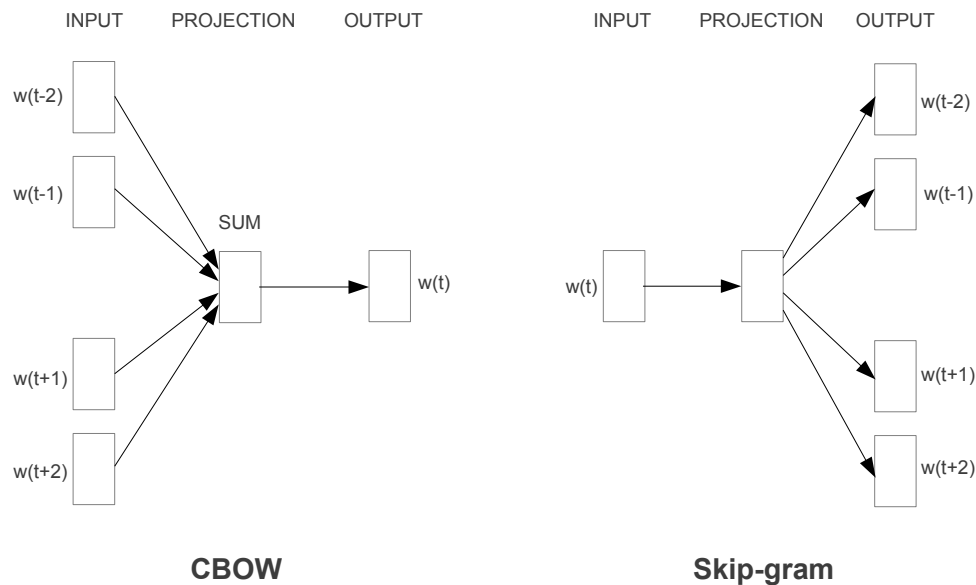 INPUT PROJECTION OUTPUT
w(t-2)
w(t-1)
SUM
w(t)
w(t+1)
w(t+2)
CBOW
INPUT PROJECTION OUTPUT
w(t-2)
w(t-1)
w(t)
w(t+1)
w(t+2)
Skip-gram